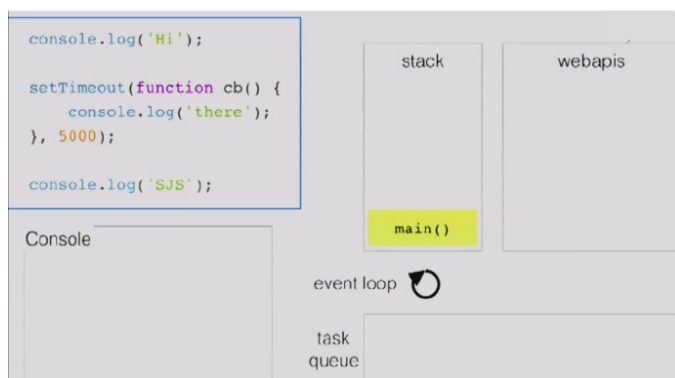 console.log('Hi');
setTimeout(function cb() {
console.log('there');
}, 5000);
console.log('SJS');
Console
stack
webapis
main()
event loop
task
queue